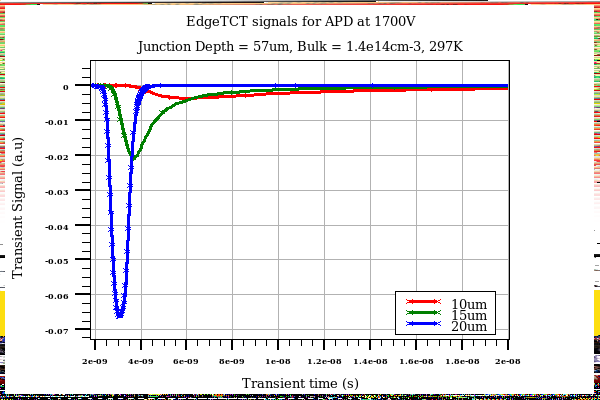 EdgeTCT signals for APD at 1700V
Junction Depth = 57um, Bulk = 1.4e14cm-3, 297K
Transient Signal (a.u)
0
-0.01
-0.02
-0.03
-0.04
-0.05
-0.06
-0.07
10um
15um
20um
2e-09 4e-09 6e-09 8e-09 1e-08 1.2e-08 1.4e-08 1.6e-08 1.8e-08 2e-08
Transient time (s)